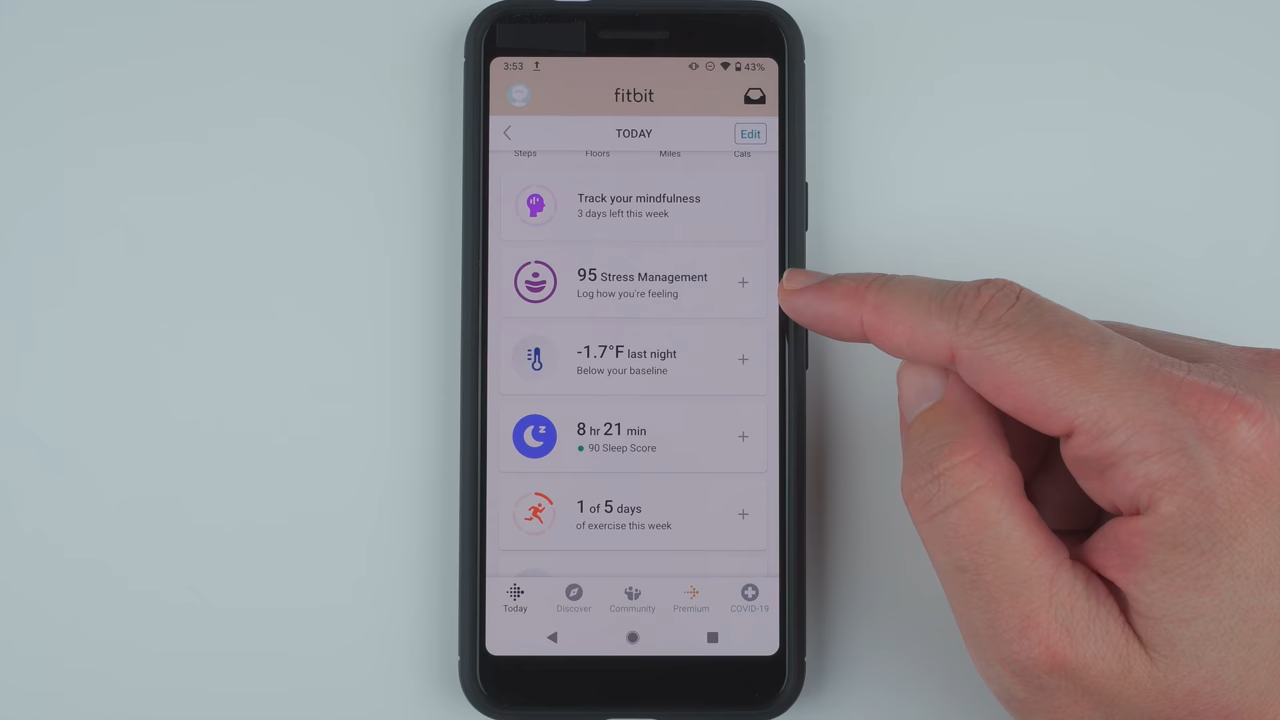 3:53
43%
fitbit
TODAY
Edit
Steps Floors Miles Cals
Track your mindfulness
3 days left this week
95 Stress Management
Log how you're feeling
-1.7°F last night
Below your baseline
8 hr 21 min
90 Sleep Score
1 of 5 days
of exercise this week
Today Discover Community Premium COVID-19